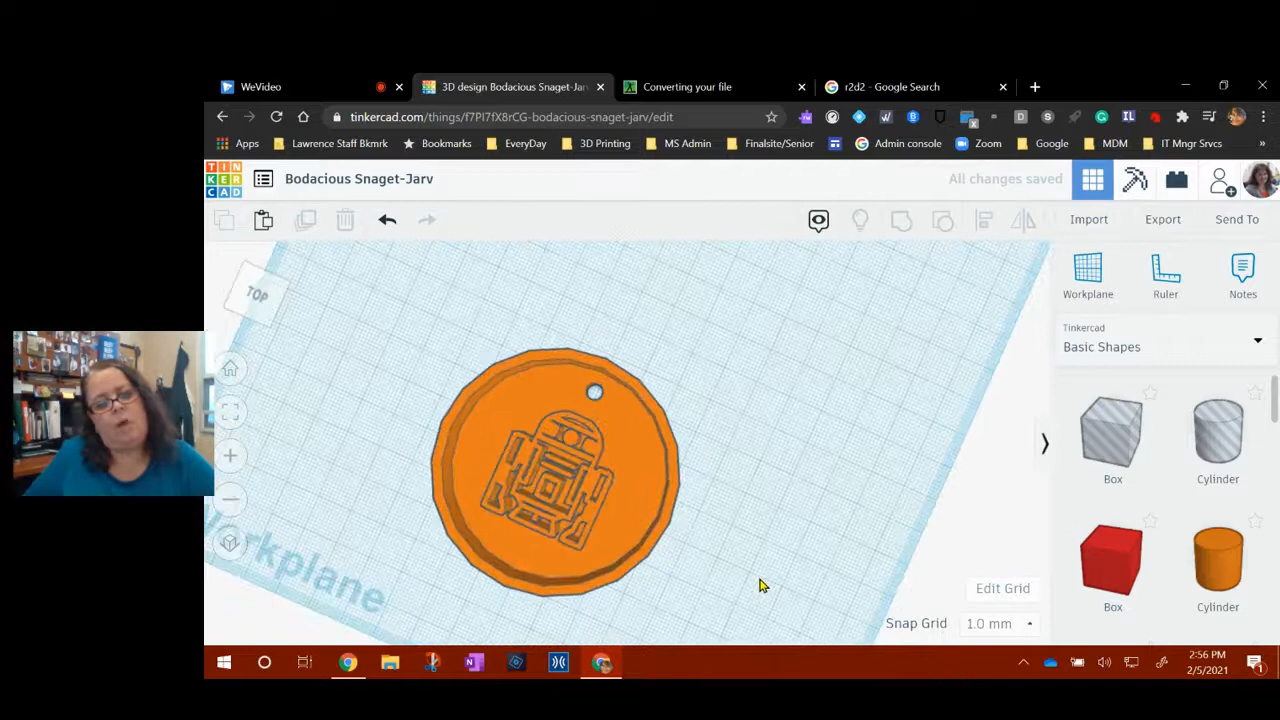 WeVideo
3D design Bodacious Snaget-Jarv
Converting your file
r2d2 - Google Search
tinkercad.com/things/f7Pl7fX8rCG-bodacious-snaget-jarv/edit
Apps
Lawrence Staff Bkmrk
Bookmarks
EveryDay
3D Printing
MS Admin
Finalsite/Senior
Admin console
Zoom
Google
MDM
IT Mngr Srvcs
»
TIN
KER
CAD
Bodacious Snaget-Jarv
All changes saved
Import
Export
Send To
TOP
Workplane
Ruler
Notes
Tinkercad
Basic Shapes
Box
Cylinder
Box
Cylinder
Workplane
Edit Grid
Snap Grid
1.0 mm
2:56 PM
2/5/2021